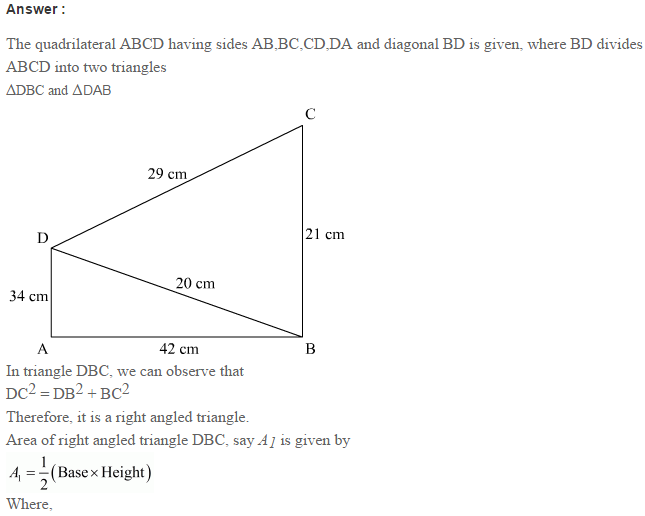 Answer :
The quadrilateral ABCD having sides AB,BC,CD,DA and diagonal BD is given, where BD divides
ABCD into two triangles
ΔDBC and ΔDAB
C
29 cm
D
21 cm
20 cm
34 cm
A
42 cm
B
In triangle DBC, we can observe that
DC² = DB² + BC²
Therefore, it is a right angled triangle.
Area of right angled triangle DBC, say A1 is given by
A₁ = 1/2 (Base × Height)
Where,